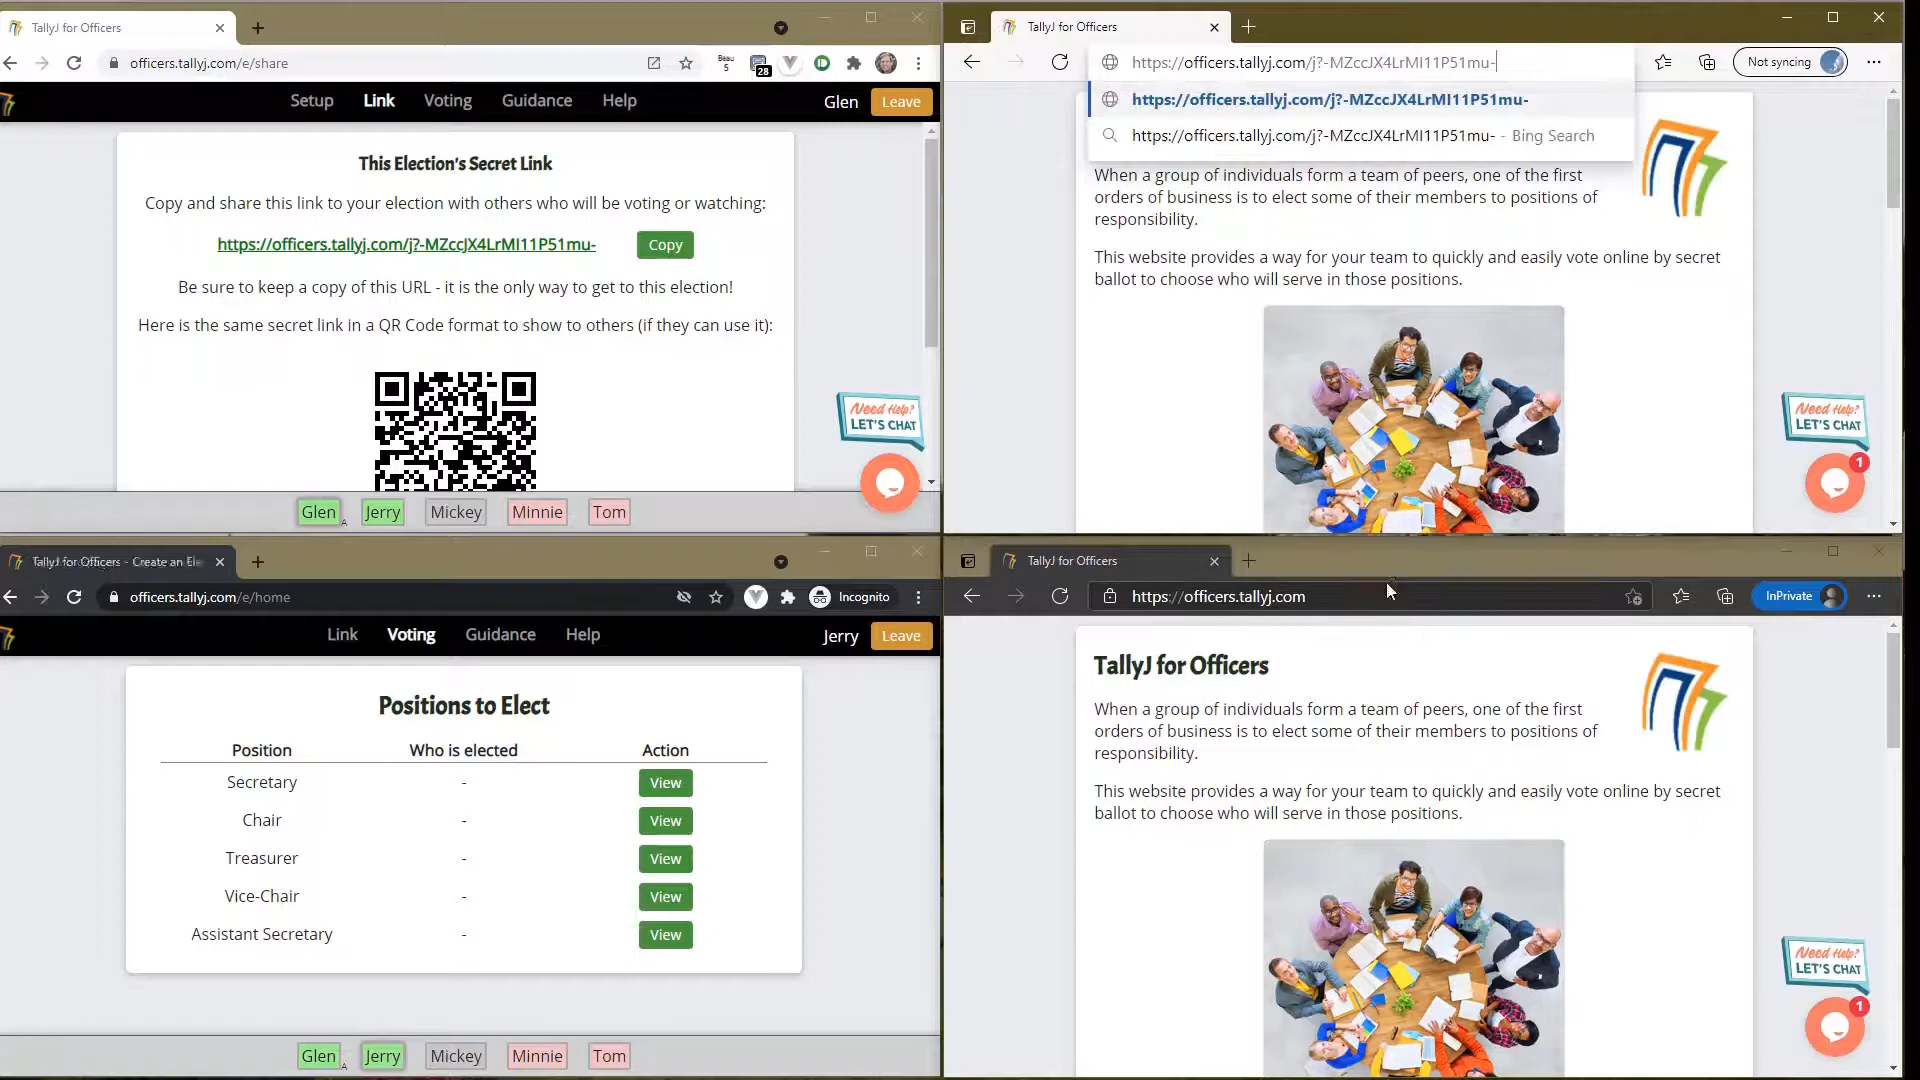 TallyJ for Officers
officers.tallyj.com/e/share
Beau
5
28
Setup Link Voting Guidance Help Glen Leave
This Election's Secret Link
Copy and share this link to your election with others who will be voting or watching:
https://officers.tallyj.com/j?-MZccJX4LrMI11P51mu- Copy
Be sure to keep a copy of this URL - it is the only way to get to this election!
Here is the same secret link in a QR Code format to show to others (if they can use it):
Need Help?
LET'S CHAT
Glen A Jerry Mickey Minnie Tom
TallyJ for Officers
https://officers.tallyj.com/j?-MZccJX4LrMI11P51mu- Not syncing
https://officers.tallyj.com/j?-MZccJX4LrMI11P51mu-
https://officers.tallyj.com/j?-MZccJX4LrMI11P51mu- - Bing Search
When a group of individuals form a team of peers, one of the first
orders of business is to elect some of their members to positions of
responsibility.
This website provides a way for your team to quickly and easily vote online by secret
ballot to choose who will serve in those positions.
Need Help?
LET'S CHAT
1
TallyJ for Officers - Create an Ele
officers.tallyj.com/e/home Incognito
Link Voting Guidance Help Jerry Leave
Positions to Elect
Position Who is elected Action
Secretary - View
Chair - View
Treasurer - View
Vice-Chair - View
Assistant Secretary - View
Glen A Jerry Mickey Minnie Tom
TallyJ for Officers
https://officers.tallyj.com InPrivate
TallyJ for Officers
When a group of individuals form a team of peers, one of the first
orders of business is to elect some of their members to positions of
responsibility.
This website provides a way for your team to quickly and easily vote online by secret
ballot to choose who will serve in those positions.
Need Help?
LET'S CHAT
1